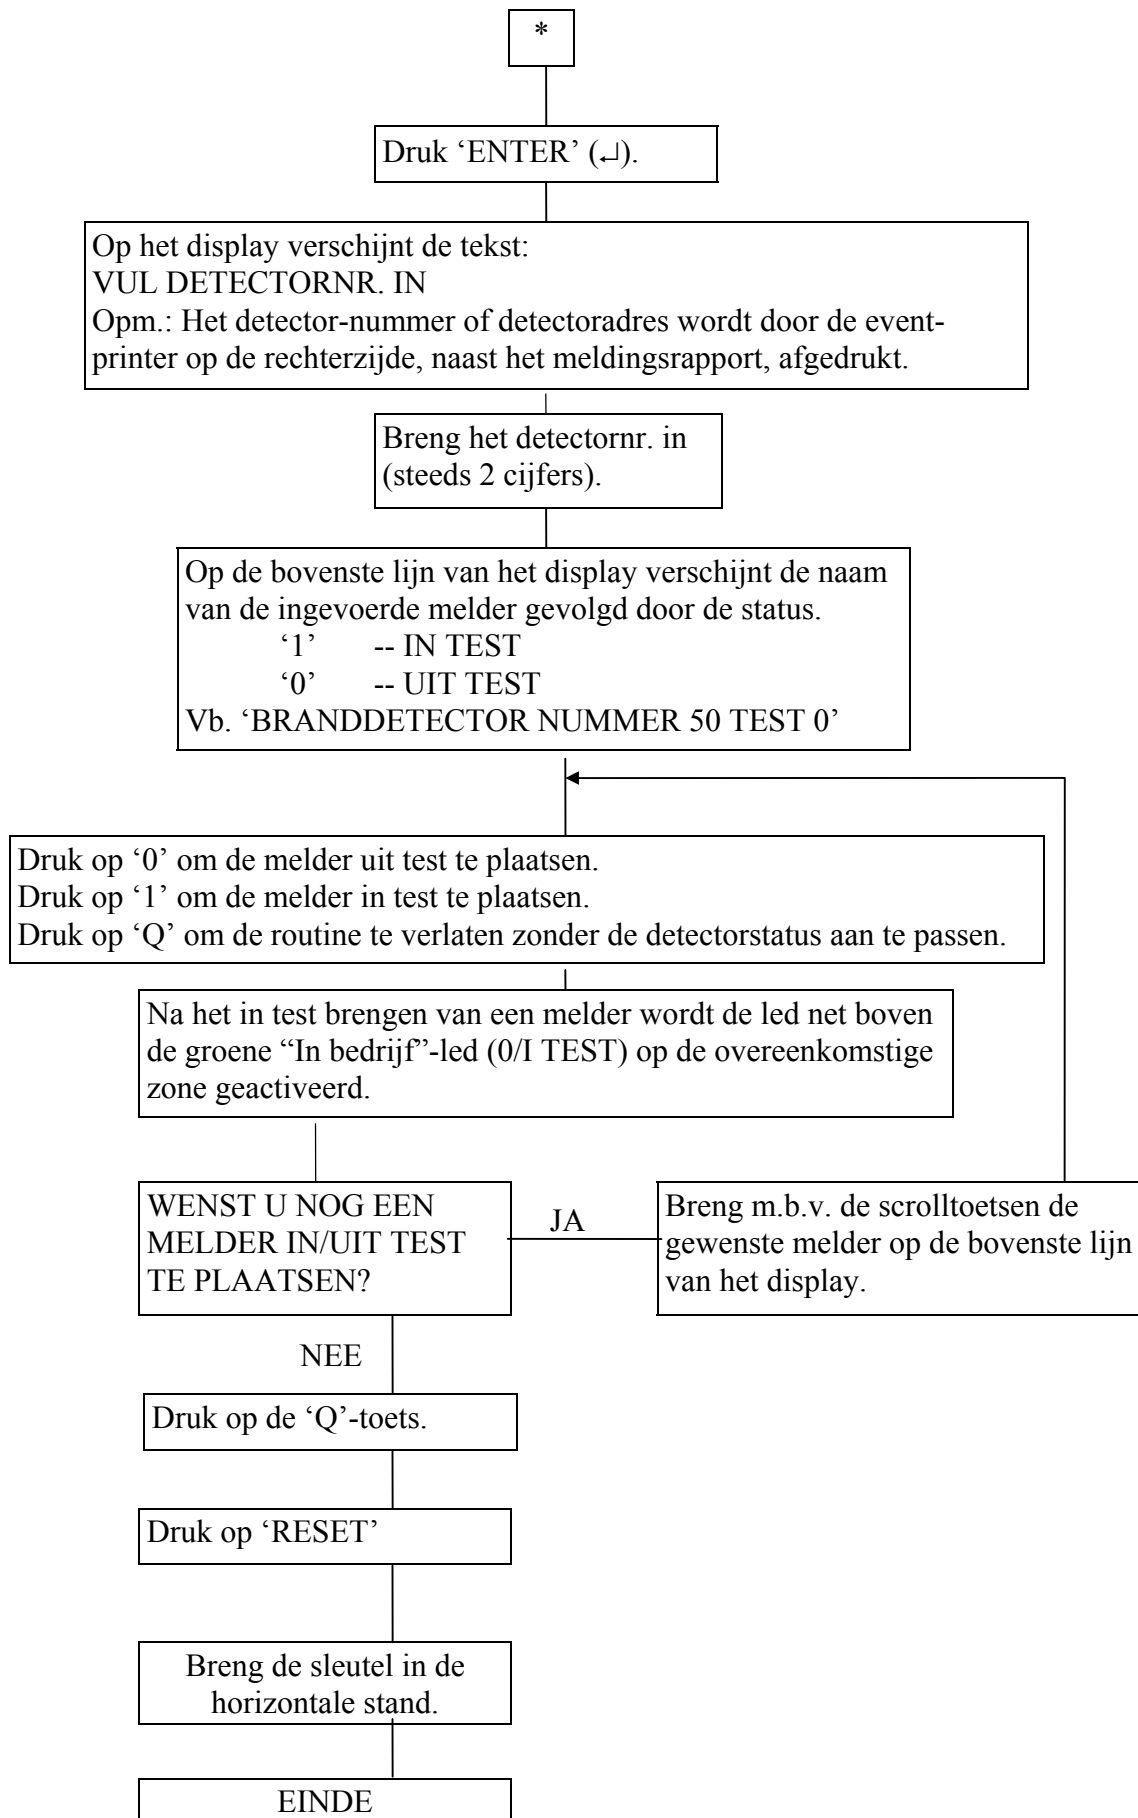 *
Druk ‘ENTER’ (↵).
Op het display verschijnt de tekst:
VUL DETECTORNR. IN
Opm.: Het detector-nummer of detectoradres wordt door de event-
printer op de rechterzijde, naast het meldingsrapport, afgedrukt.
Breng het detectornr. in
(steeds 2 cijfers).
Op de bovenste lijn van het display verschijnt de naam
van de ingevoerde melder gevolgd door de status.
‘1’ -- IN TEST
‘0’ -- UIT TEST
Vb. ‘BRANDDETECTOR NUMMER 50 TEST 0’
Druk op ‘0’ om de melder uit test te plaatsen.
Druk op ‘1’ om de melder in test te plaatsen.
Druk op ‘Q’ om de routine te verlaten zonder de detectorstatus aan te passen.
Na het in test brengen van een melder wordt de led net boven
de groene “In bedrijf”-led (0/I TEST) op de overeenkomstige
zone geactiveerd.
WENST U NOG EEN
MELDER IN/UIT TEST
TE PLAATSEN?
JA
Breng m.b.v. de scrolltoetsen de
gewenste melder op de bovenste lijn
van het display.
NEE
Druk op de ‘Q’-toets.
Druk op ‘RESET’
Breng de sleutel in de
horizontale stand.
EINDE